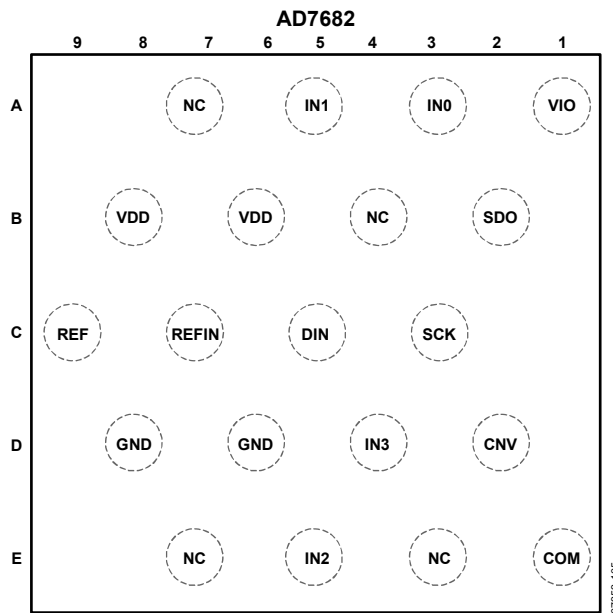 AD7682
9 8 7 6 5 4 3 2 1
A NC IN1 IN0 VIO
B VDD VDD NC SDO
C REF REFIN DIN SCK
D GND GND IN3 CNV
E NC IN2 NC COM